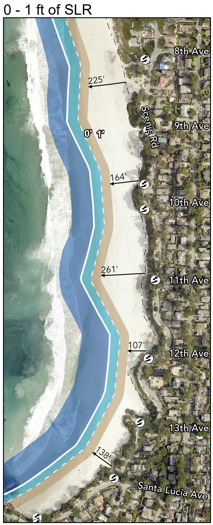 0 - 1 ft of SLR
8th Ave
225'
Scenic Rd
0' 1'
9th Ave
164'
10th Ave
261'
11th Ave
107'
12th Ave
13th Ave
138'
Santa Lucia Ave